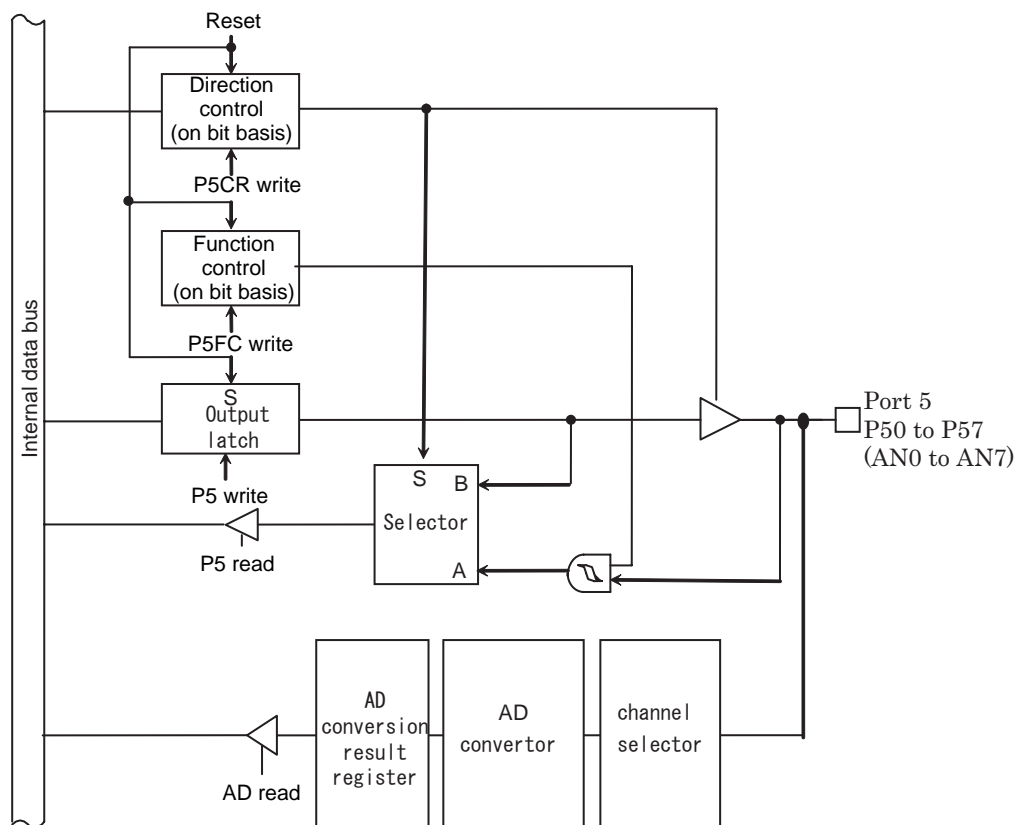 Reset
Direction
control
(on bit basis)
P5CR write
Function
control
(on bit basis)
P5FC write
Internal data bus
S
Output
latch
P5 write
Port 5
P50 to P57
(AN0 to AN7)
S
B
Selector
A
P5 read
AD
conversion
result
register
AD
convertor
channel
selector
AD read